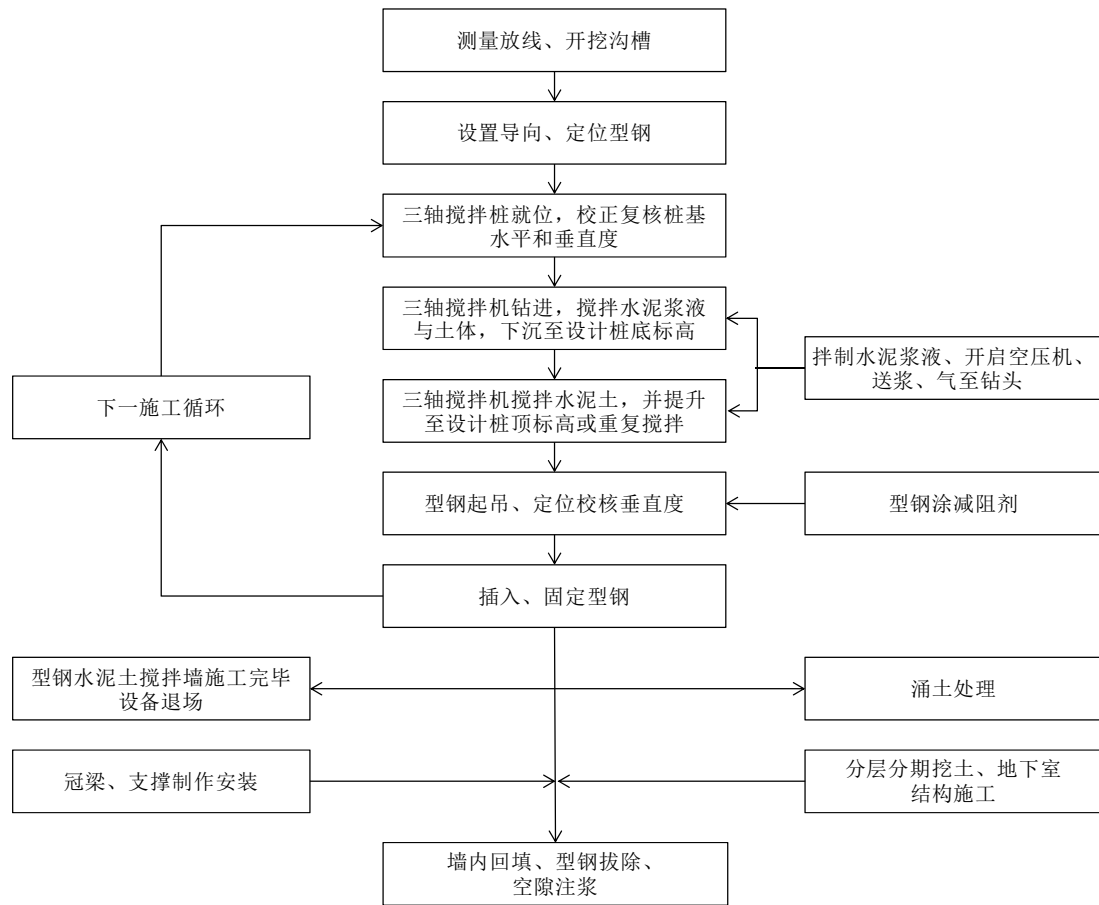 测量放线、开挖沟槽
设置导向、定位型钢
三轴搅拌桩就位，校正复核桩基
水平和垂直度
三轴搅拌机钻进，搅拌水泥浆液
与土体，下沉至设计桩底标高
拌制水泥浆液、开启空压机、
送浆、气至钻头
下一施工循环
三轴搅拌机搅拌水泥土，并提升
至设计桩顶标高或重复搅拌
型钢起吊、定位校核垂直度
型钢涂减阻剂
插入、固定型钢
型钢水泥土搅拌墙施工完毕
设备退场
涌土处理
冠梁、支撑制作安装
分层分期挖土、地下室
结构施工
墙内回填、型钢拔除、
空隙注浆